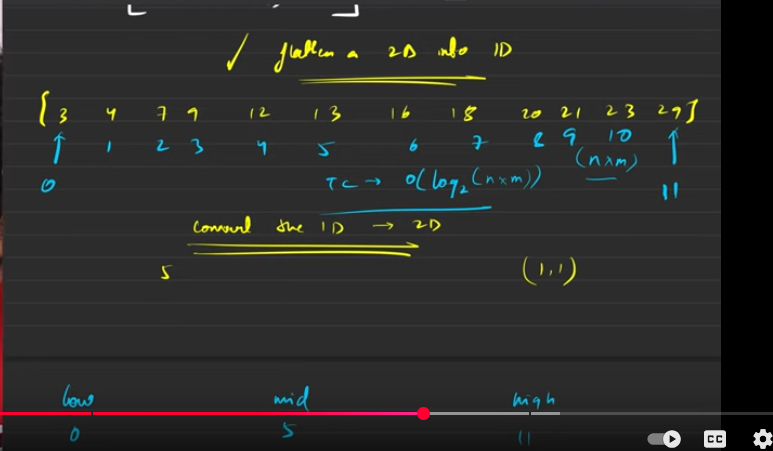 ✓ flatten a 2D into 1D
[3 4 7 9 12 13 16 18 20 21 23 29]
↑ 1 2 3 4 5 6 7 8 9 10 ↑
(n×m)
0 TC → O(log₂(n×m)) 11
convert the 1D → 2D
5 (1,1)
low mid high
0 5 11
CC